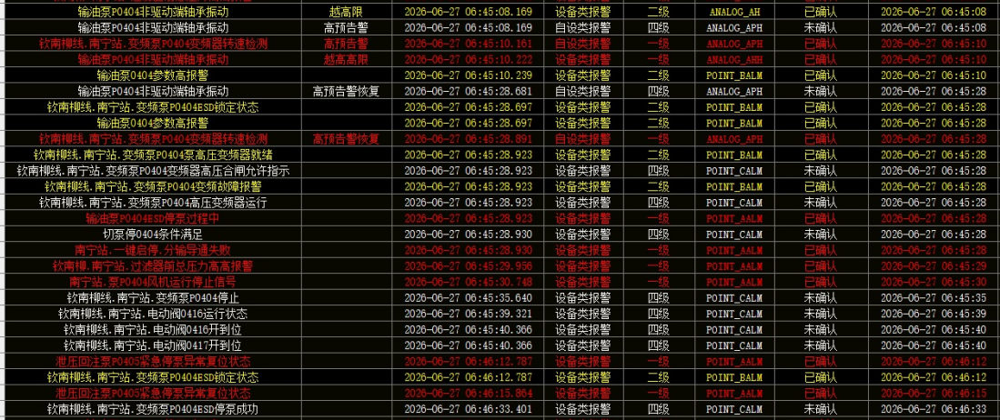 输油泵P0404非驱动端轴承振动 越高限 2026-06-27 06:45:08.169 设备类报警 二级 ANALOG_AH 已确认 2026-06-27 06:45:08
输油泵P0404非驱动端轴承振动 高预告警 2026-06-27 06:45:08.169 自设类报警 四级 ANALOG_APH 未确认 2026-06-27 06:45:08
钦南柳线.南宁站.变频泵P0404变频器转速检测 高预告警 2026-06-27 06:45:10.161 自设类报警 一级 ANALOG_APH 已确认 2026-06-27 06:45:10
输油泵P0404非驱动端轴承振动 越高高限 2026-06-27 06:45:10.222 设备类报警 一级 ANALOG_AHH 已确认 2026-06-27 06:45:10
输油泵0404参数高报警 2026-06-27 06:45:10.239 设备类报警 二级 POINT_BALM 已确认 2026-06-27 06:45:10
输油泵P0404非驱动端轴承振动 高预告警恢复 2026-06-27 06:45:28.681 自设类报警 四级 ANALOG_APH 未确认 2026-06-27 06:45:28
钦南柳线.南宁站.变频泵P0404ESD锁定状态 2026-06-27 06:45:28.697 设备类报警 二级 POINT_BALM 已确认 2026-06-27 06:45:28
输油泵0404参数高报警 2026-06-27 06:45:28.697 设备类报警 二级 POINT_BALM 已确认 2026-06-27 06:45:28
钦南柳线.南宁站.变频泵P0404变频器转速检测 高预告警恢复 2026-06-27 06:45:28.891 自设类报警 一级 ANALOG_APH 已确认 2026-06-27 06:45:28
钦南柳线.南宁站.变频泵P0404泵高压变频器就绪 2026-06-27 06:45:28.923 设备类报警 二级 POINT_BALM 已确认 2026-06-27 06:45:28
钦南柳线.南宁站.变频泵P0404变频器高压合闸允许指示 2026-06-27 06:45:28.923 设备类报警 四级 POINT_CALM 未确认 2026-06-27 06:45:28
钦南柳线.南宁站.变频泵P0404变频故障报警 2026-06-27 06:45:28.923 设备类报警 二级 POINT_BALM 已确认 2026-06-27 06:45:28
钦南柳线.南宁站.变频泵P0404高压变频器运行 2026-06-27 06:45:28.923 设备类报警 四级 POINT_CALM 未确认 2026-06-27 06:45:28
输油泵P0404ESD停泵过程中 2026-06-27 06:45:28.923 设备类报警 一级 POINT_AALM 已确认 2026-06-27 06:45:28
切泵停0404条件满足 2026-06-27 06:45:28.930 设备类报警 四级 POINT_CALM 未确认 2026-06-27 06:45:28
南宁站.一键启停.分输导通失败 2026-06-27 06:45:28.930 设备类报警 一级 POINT_AALM 已确认 2026-06-27 06:45:28
钦南柳.南宁站.过滤器前总压力高高报警 2026-06-27 06:45:29.956 设备类报警 一级 POINT_AALM 已确认 2026-06-27 06:45:29
南宁站.泵P0404风机运行停止信号 2026-06-27 06:45:30.748 设备类报警 一级 POINT_AALM 已确认 2026-06-27 06:45:30
钦南柳线.南宁站.变频泵P0404停止 2026-06-27 06:45:35.640 设备类报警 四级 POINT_CALM 未确认 2026-06-27 06:45:35
钦南柳线.南宁站.电动阀0416运行状态 2026-06-27 06:45:39.321 设备类报警 四级 POINT_CALM 未确认 2026-06-27 06:45:39
钦南柳线.南宁站.电动阀0416开到位 2026-06-27 06:45:40.366 设备类报警 四级 POINT_CALM 未确认 2026-06-27 06:45:40
钦南柳线.南宁站.电动阀0417开到位 2026-06-27 06:45:40.366 设备类报警 四级 POINT_CALM 未确认 2026-06-27 06:45:40
泄压回注泵P0405紧急停泵异常复位状态 2026-06-27 06:46:12.787 设备类报警 一级 POINT_AALM 已确认 2026-06-27 06:46:12
钦南柳线.南宁站.变频泵P0404ESD锁定状态 2026-06-27 06:46:12.787 设备类报警 二级 POINT_BALM 已确认 2026-06-27 06:46:12
泄压回注泵P0405紧急停泵异常复位状态 2026-06-27 06:46:15.864 设备类报警 一级 POINT_AALM 已确认 2026-06-27 06:46:15
钦南柳线.南宁站.变频泵P0404ESD停泵成功 2026-06-27 06:46:33.401 设备类报警 四级 POINT_CALM 未确认 2026-06-27 06:46:33